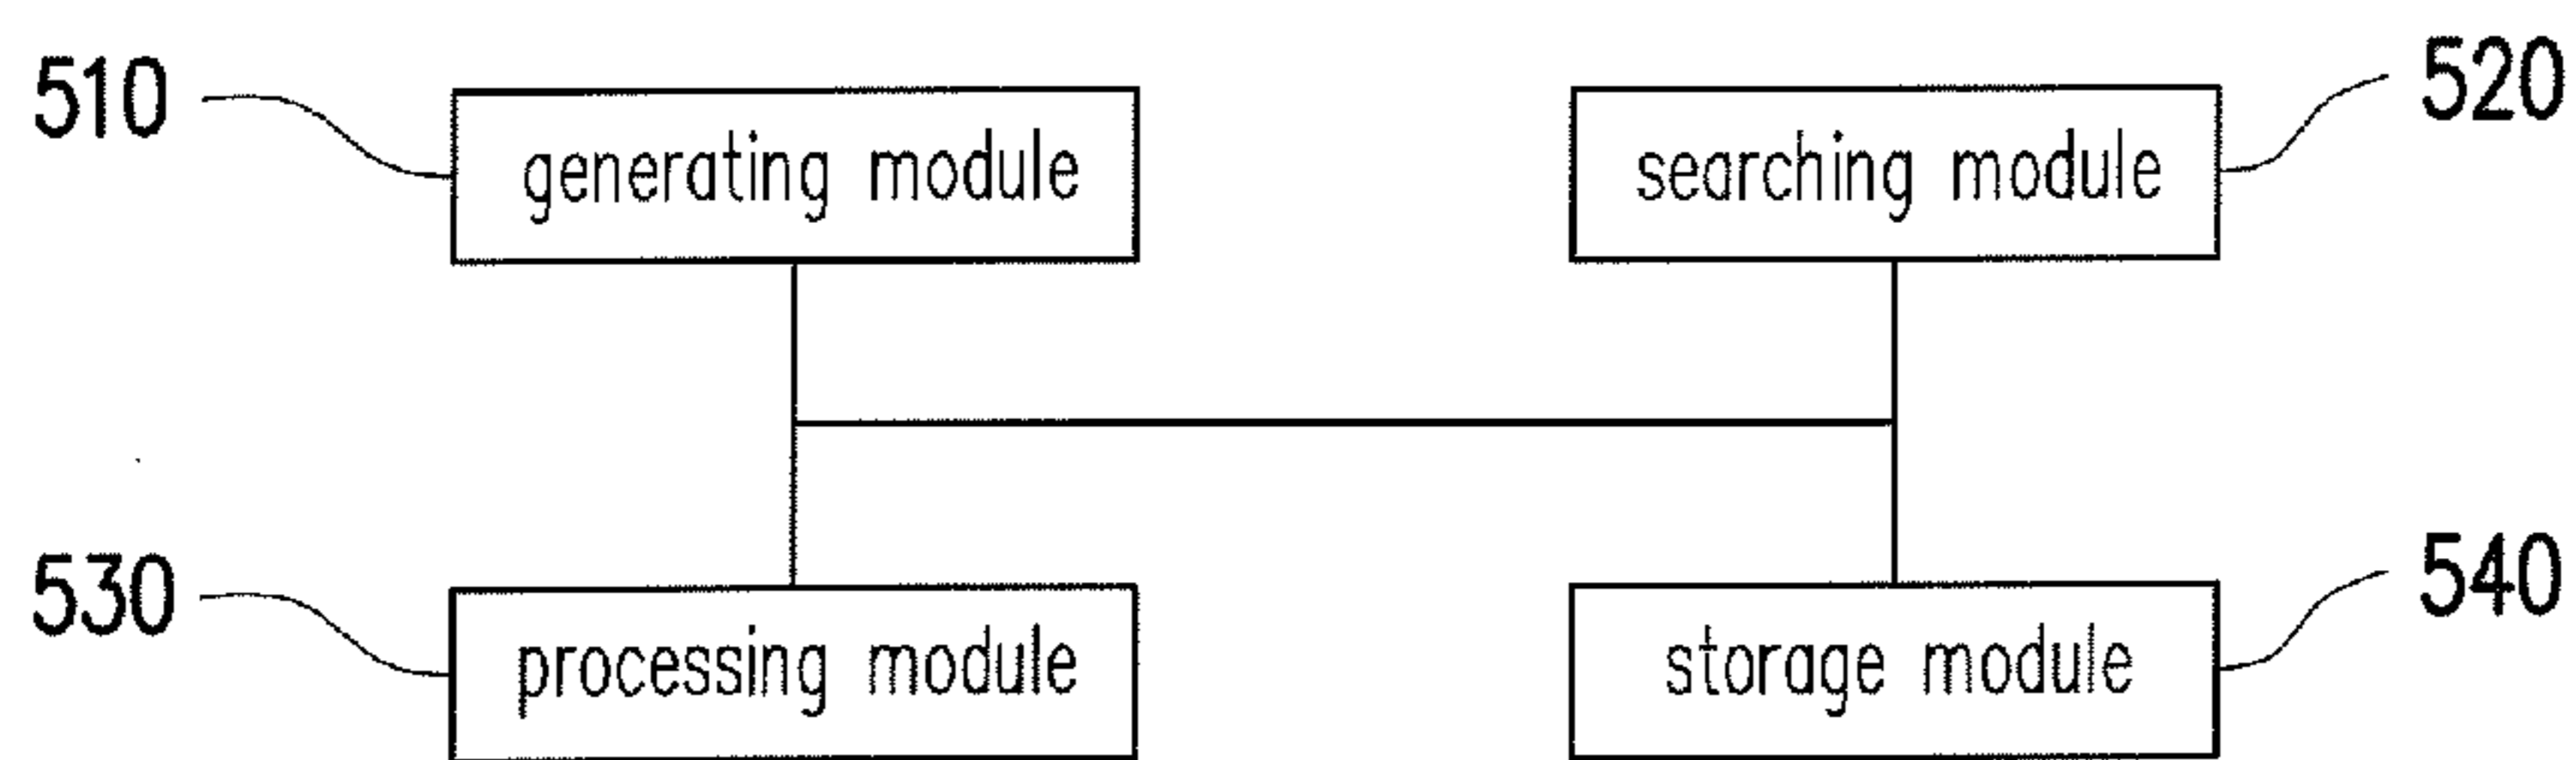 510
generating module
searching module
520
530
processing module
storage module
540